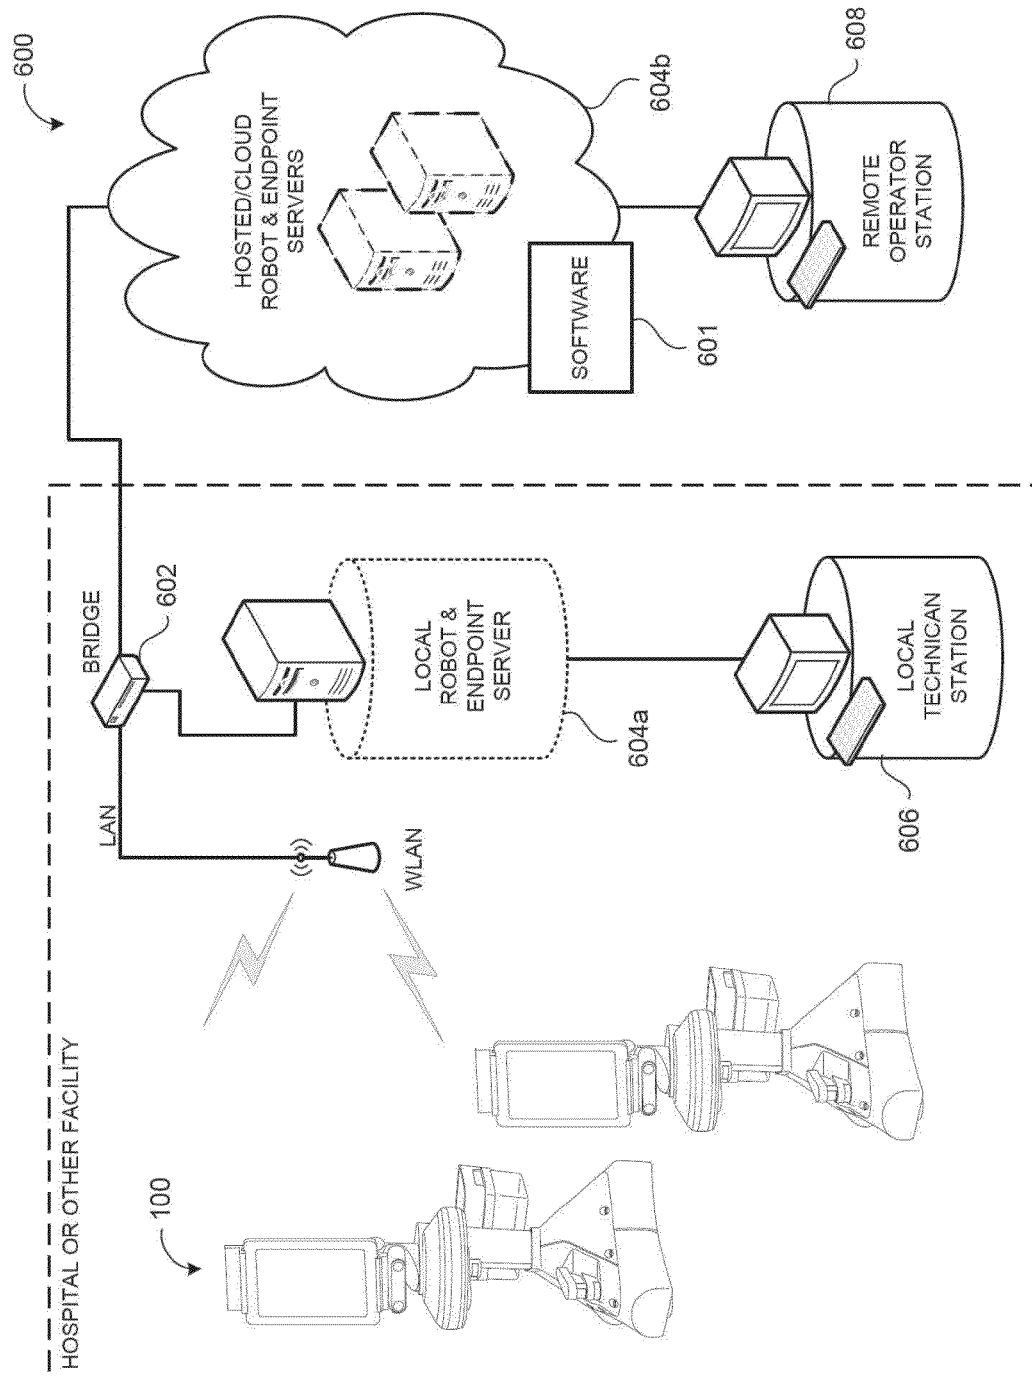 600
HOSPITAL OR OTHER FACILITY
100
LAN
WLAN
BRIDGE
602
LOCAL
ROBOT &
ENDPOINT
SERVER
604a
LOCAL
TECHNICAN
STATION
606
HOSTED/CLOUD
ROBOT & ENDPOINT
SERVERS
604b
SOFTWARE
601
REMOTE
OPERATOR
STATION
608